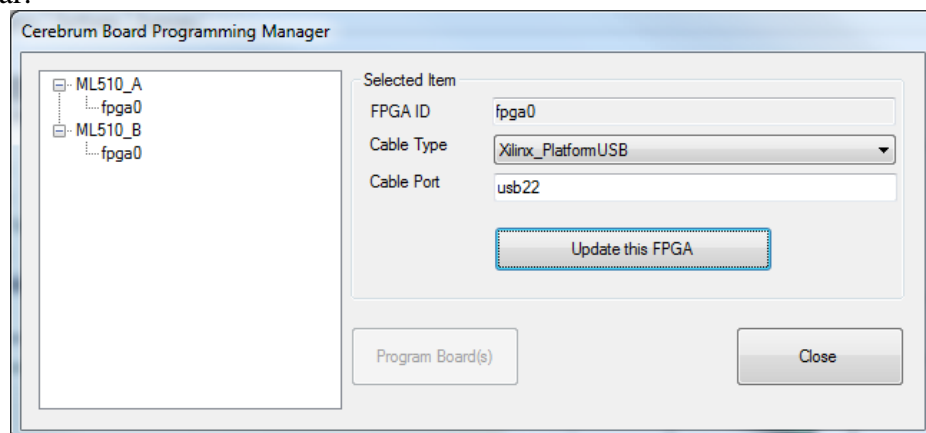 Cerebrum Board Programming Manager
ML510_A
fpga0
ML510_B
fpga0
Selected Item
FPGA ID
fpga0
Cable Type
Xilinx_PlatformUSB
Cable Port
usb22
Update this FPGA
Program Board(s)
Close